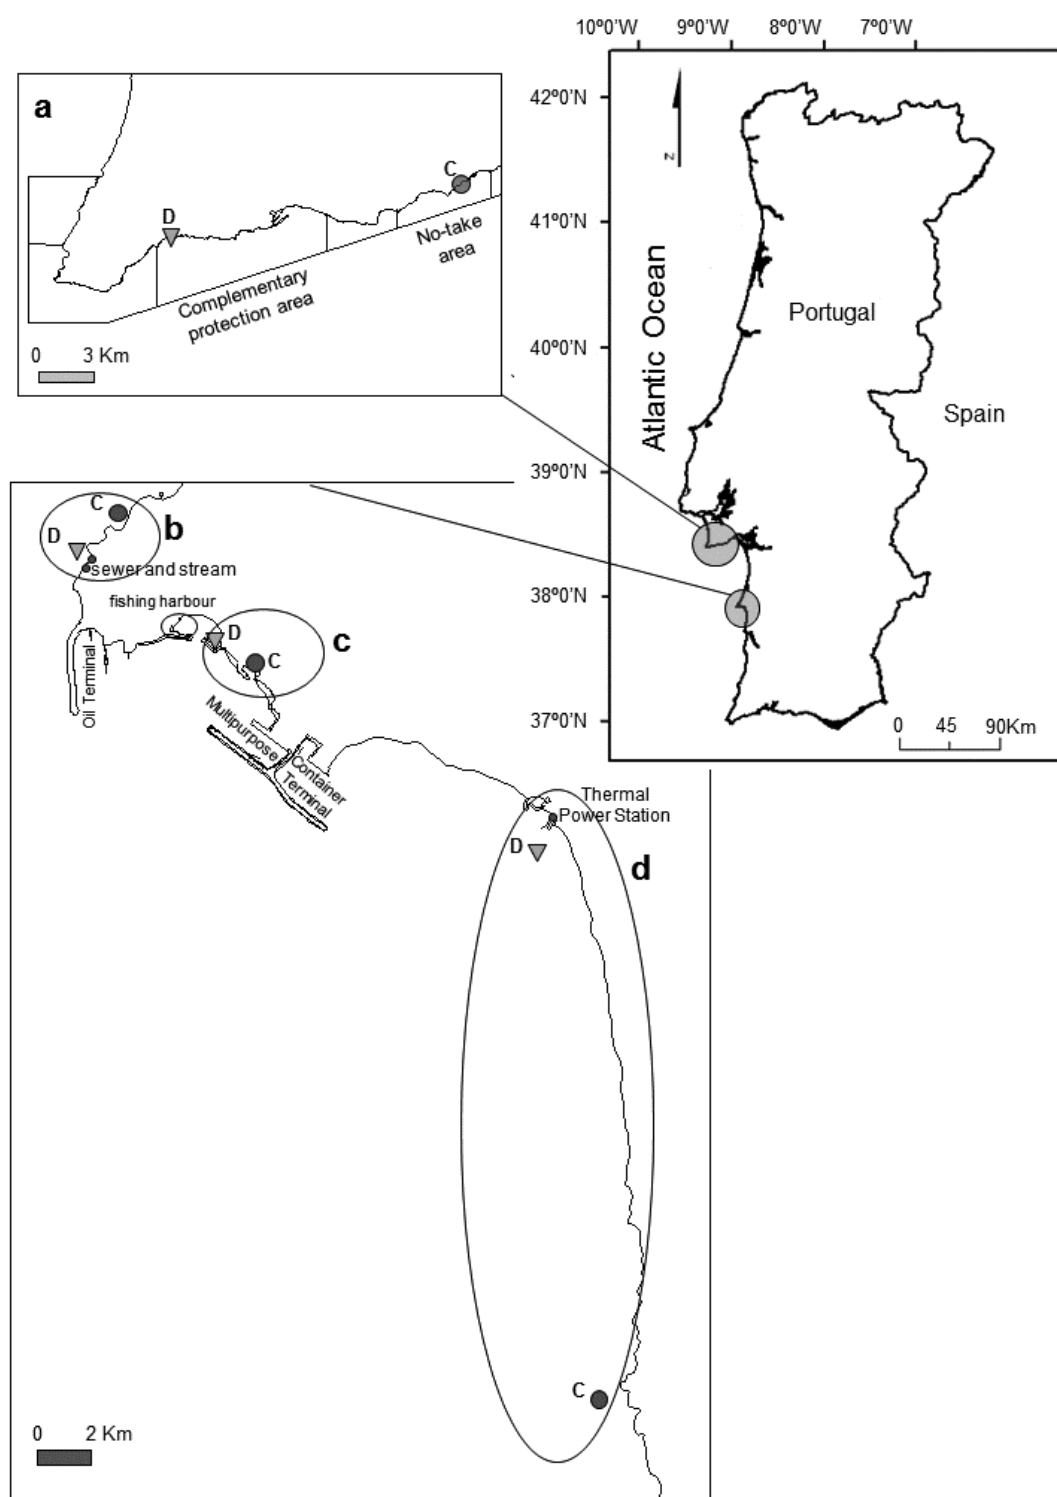 10º0’W 9º0’W 8º0’W 7º0’W
42º0’N
41º0’N
40º0’N
39º0’N
38º0’N
37º0’N
z
Atlantic Ocean
Portugal
Spain
0 45 90Km
a
C
D
No-take
area
Complementary
protection area
0 3 Km
C
D
b
sewer and stream
fishing harbour
D
C
c
Oil Terminal
Multipurpose
Container
Terminal
Thermal
Power Station
D
d
C
0 2 Km